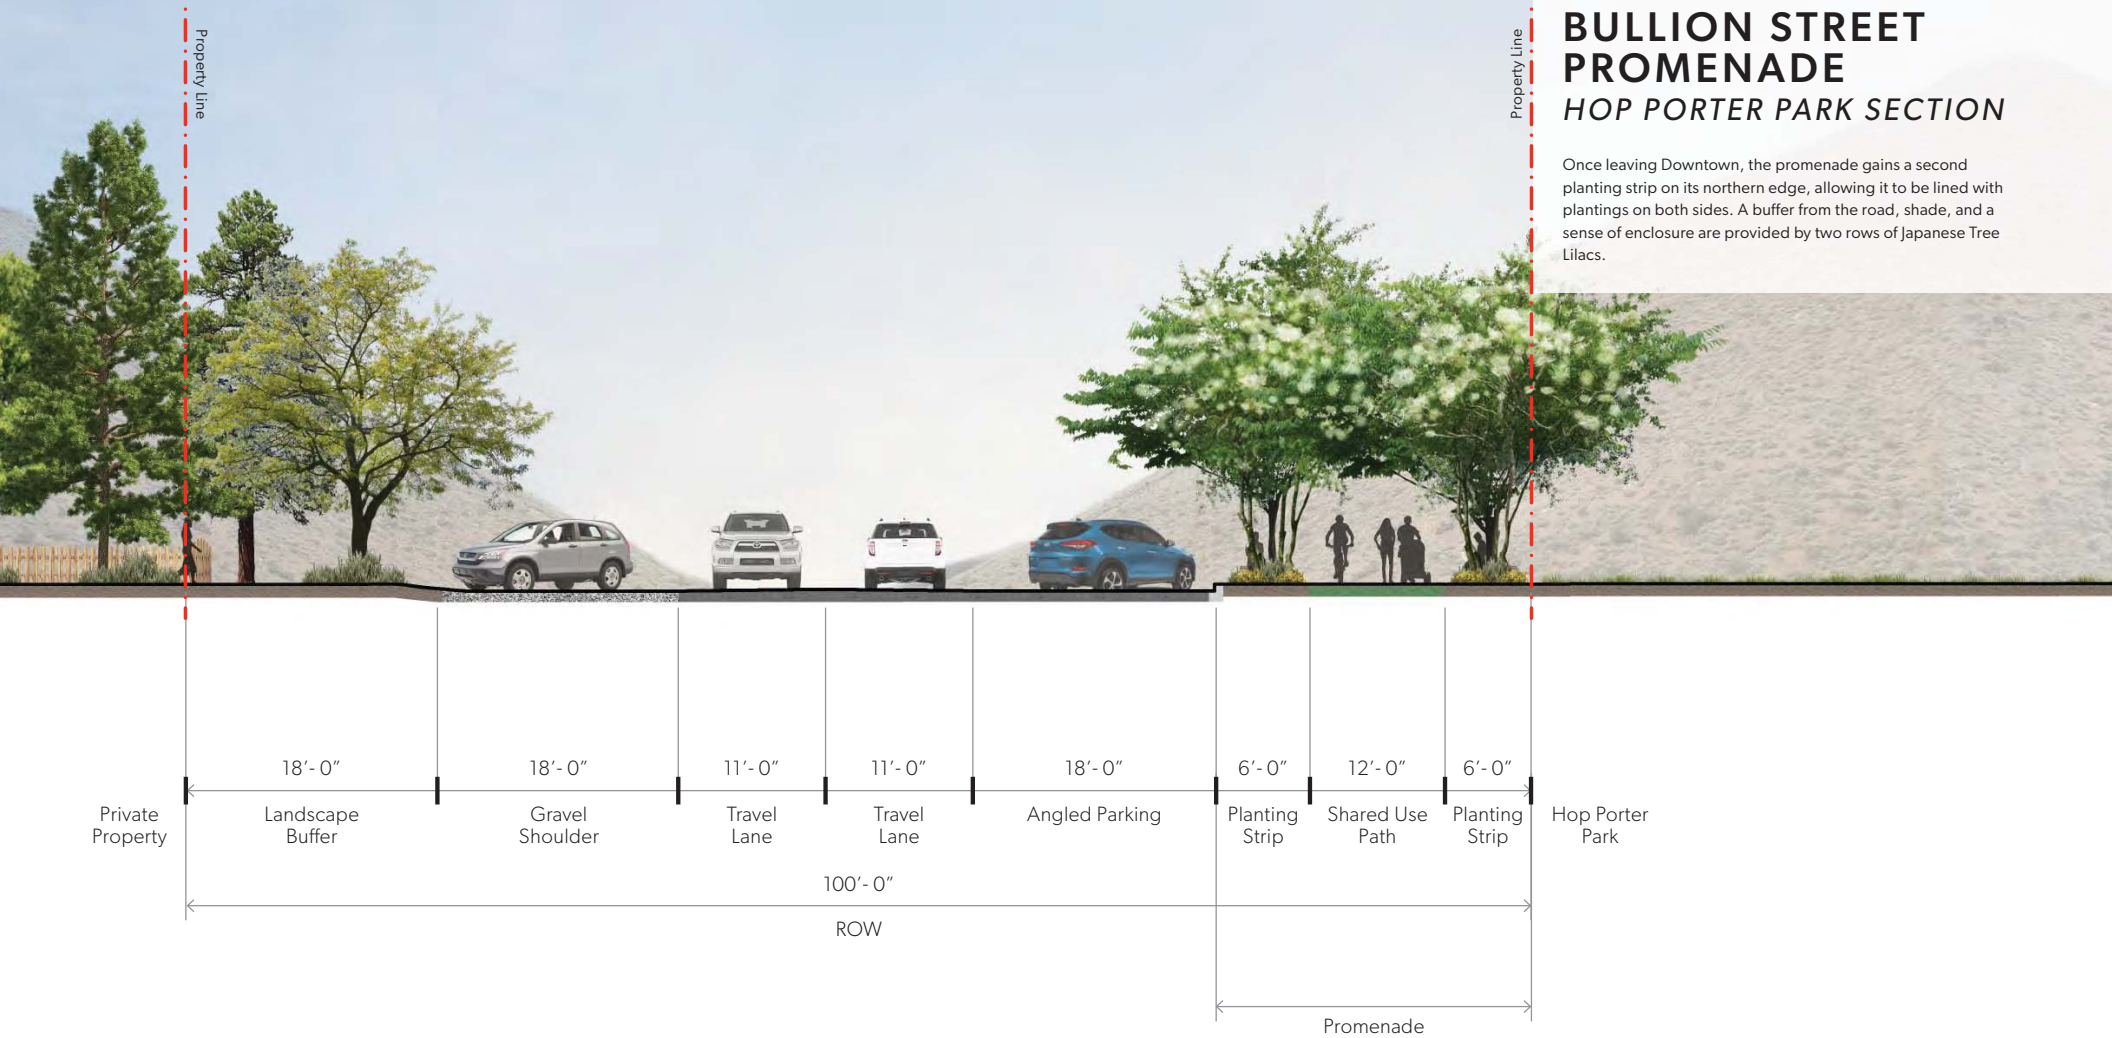 Property Line
Property Line
BULLION STREET
PROMENADE
HOP PORTER PARK SECTION
Once leaving Downtown, the promenade gains a second
planting strip on its northern edge, allowing it to be lined with
plantings on both sides. A buffer from the road, shade, and a
sense of enclosure are provided by two rows of Japanese Tree
Lilacs.
18’- 0” 18’- 0” 11’- 0” 11’- 0” 18’- 0” 6’- 0” 12’- 0” 6’- 0”
Private
Property
Landscape
Buffer
Gravel
Shoulder
Travel
Lane
Travel
Lane
Angled Parking
Planting
Strip
Shared Use
Path
Planting
Strip
Hop Porter
Park
100’- 0”
ROW
Promenade